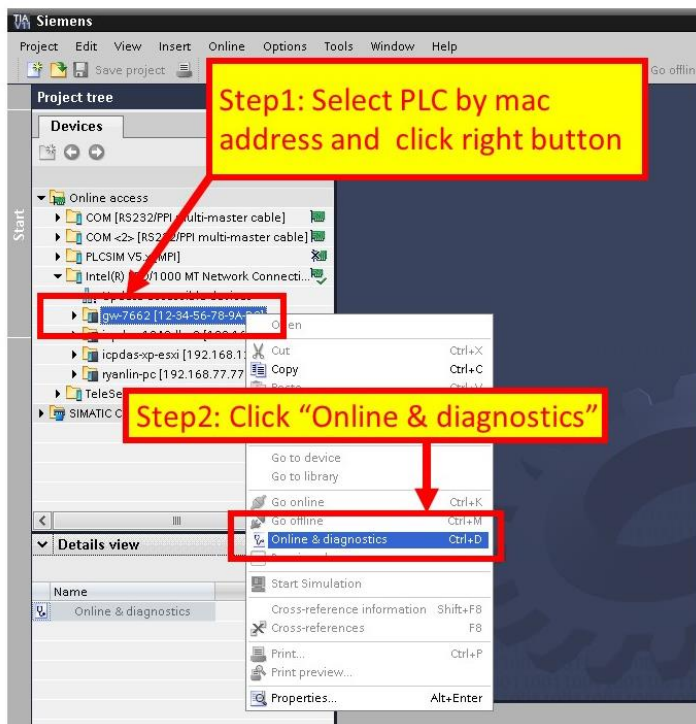 Siemens
Project Edit View Insert Online Options Tools Window Help
Save project
Go offlin
Project tree
Step1: Select PLC by mac
address and click right button
Devices
Start
Online access
COM [RS232/PPI multi-master cable]
COM <2> [RS232/PPI multi-master cable]
PLCSIM V5.x [MPI]
Intel(R) /1000 MT Network Connecti...
gw-7662 [12-34-56-78-9A-
Open
icpdas-xp-esxi [192.168.1
ryanlin-pc [192.168.77.77
TeleSe
SIMATIC C
Cut Ctrl+X
Copy Ctrl+C
Paste
Step2: Click “Online & diagnostics”
Go to device
Go to library
Go online Ctrl+K
Go offline Ctrl+M
Online & diagnostics Ctrl+D
Start Simulation
Cross-reference information Shift+F8
Cross-references F8
Print... Ctrl+P
Print preview...
Properties... Alt+Enter
Details view
Name
Online & diagnostics